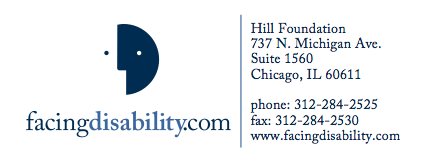 facingdisability.com
Hill Foundation
737 N. Michigan Ave.
Suite 1560
Chicago, IL 60611
phone: 312-284-2525
fax: 312-284-2530
www.facingdisability.com